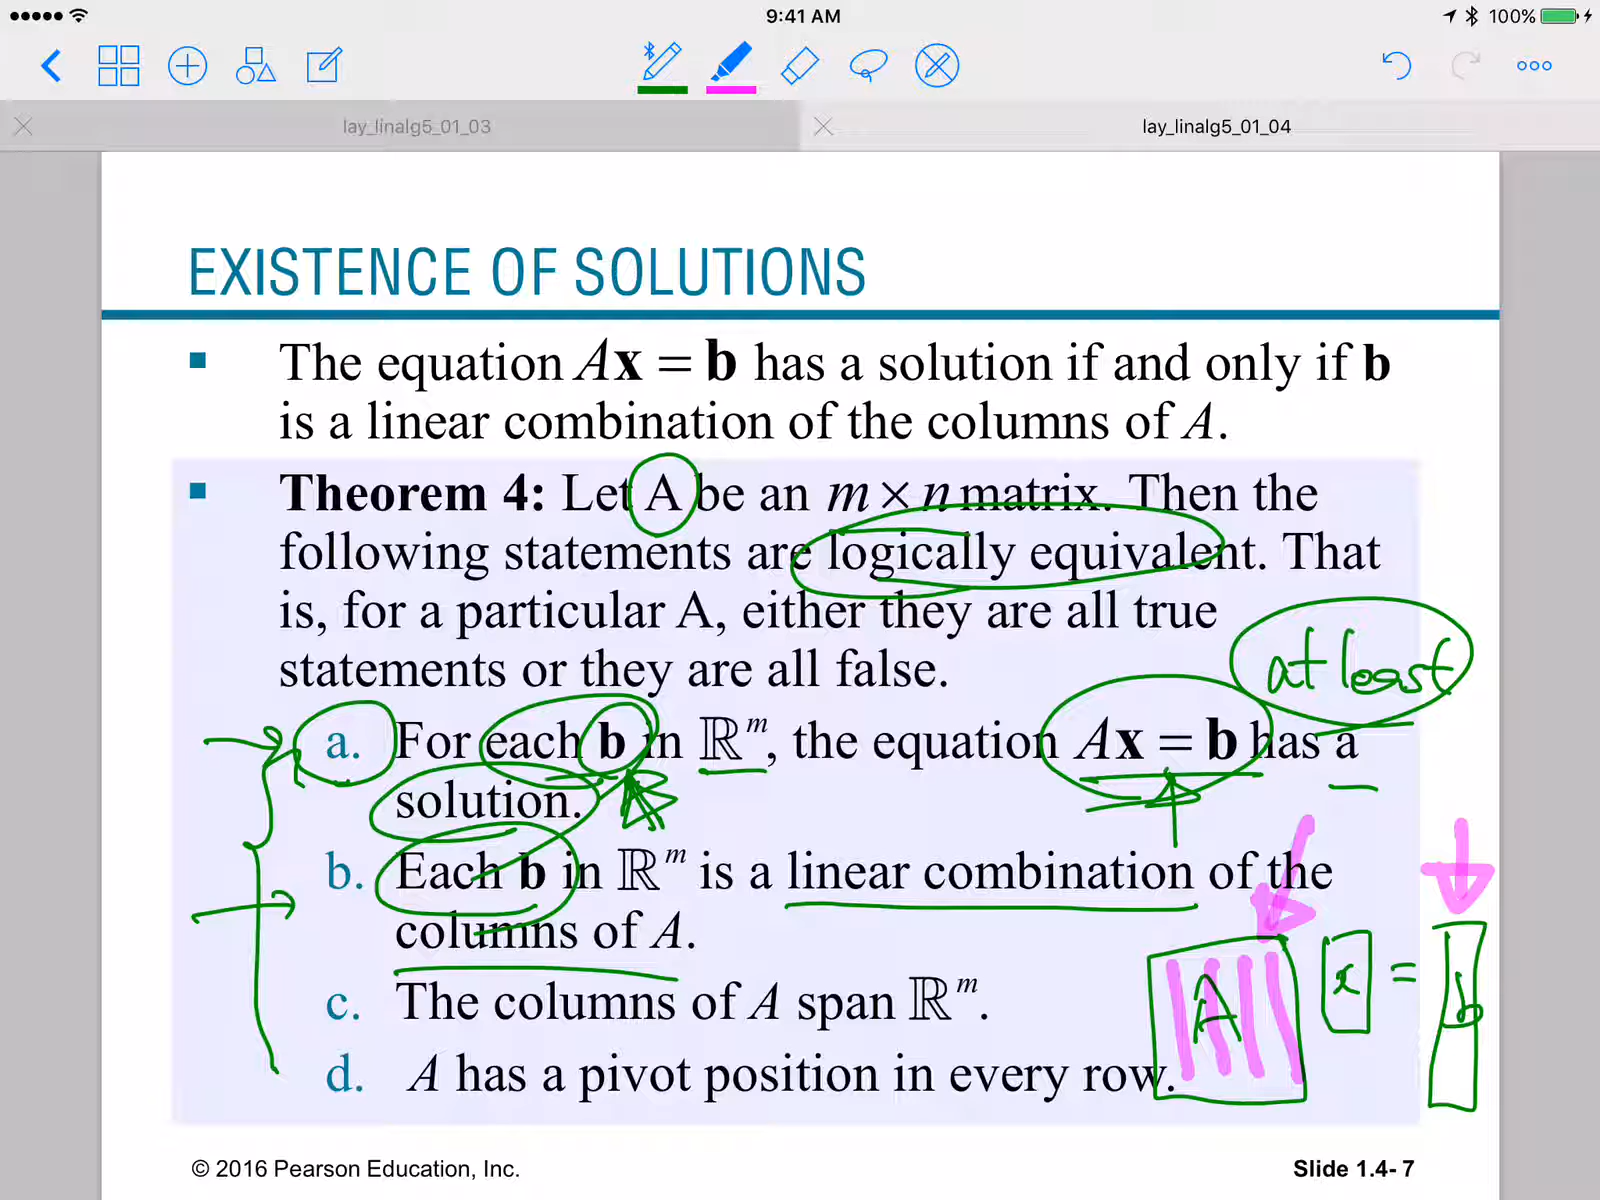 9:41 AM
100%
lay_linalg5_01_03
lay_linalg5_01_04
EXISTENCE OF SOLUTIONS
▪ The equation Ax = b has a solution if and only if b
is a linear combination of the columns of A.
▪ Theorem 4: Let A be an m × n matrix. Then the
following statements are logically equivalent. That
is, for a particular A, either they are all true
statements or they are all false.
at least
a. For each b in ℝᵐ, the equation Ax = b has a
solution.
b. Each b in ℝᵐ is a linear combination of the
columns of A.
A x = b
c. The columns of A span ℝᵐ.
d. A has a pivot position in every row.
© 2016 Pearson Education, Inc.
Slide 1.4- 7